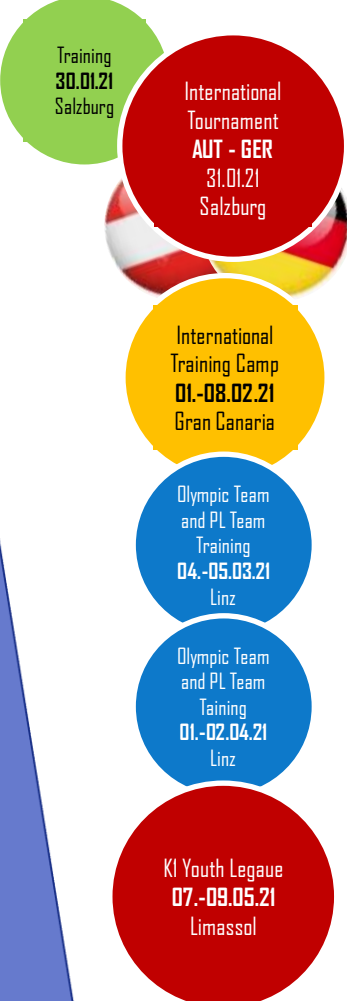 Training
30.01.21
Salzburg
International
Tournament
AUT - GER
31.01.21
Salzburg
International
Training Camp
01.-08.02.21
Gran Canaria
Olympic Team
and PL Team
Training
04.-05.03.21
Linz
Olympic Team
and PL Team
Taining
01.-02.04.21
Linz
K1 Youth Legaue
07.-09.05.21
Limassol